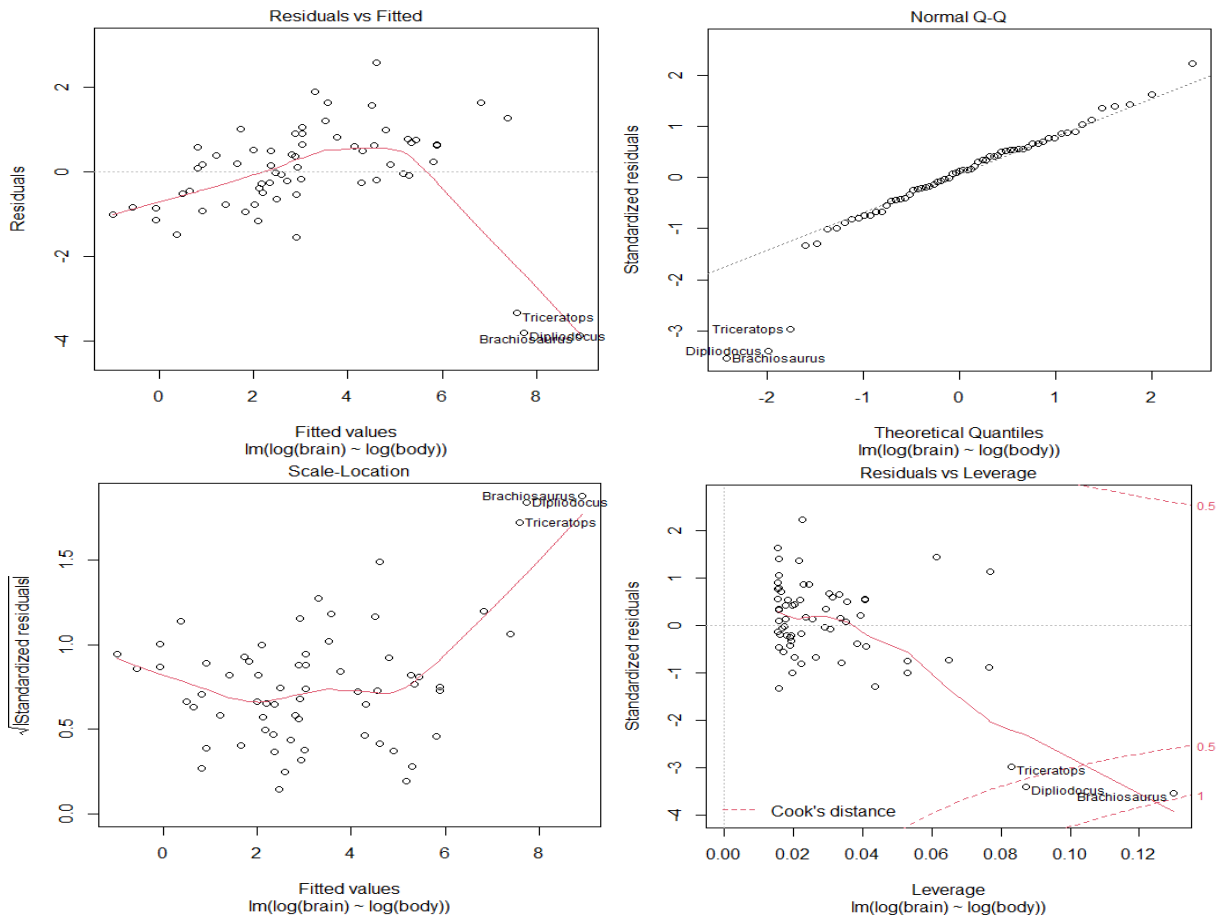 Residuals vs Fitted
Residuals
2
0
-2
-4
Triceratops
Dipliodocus
Brachiosaurus
0 2 4 6 8
Fitted values
lm(log(brain) ~ log(body))
Normal Q-Q
Standardized residuals
2
1
0
-1
-2
-3
Triceratops
Dipliodocus
Brachiosaurus
-2 -1 0 1 2
Theoretical Quantiles
lm(log(brain) ~ log(body))
Scale-Location
√|Standardized residuals|
1.5
1.0
0.5
0.0
Brachiosaurus
Dipliodocus
Triceratops
0 2 4 6 8
Fitted values
lm(log(brain) ~ log(body))
Residuals vs Leverage
Standardized residuals
2
1
0
-1
-2
-3
-4
0.5
0.5
1
Triceratops
Dipliodocus
Brachiosaurus
Cook's distance
0.00 0.02 0.04 0.06 0.08 0.10 0.12
Leverage
lm(log(brain) ~ log(body))